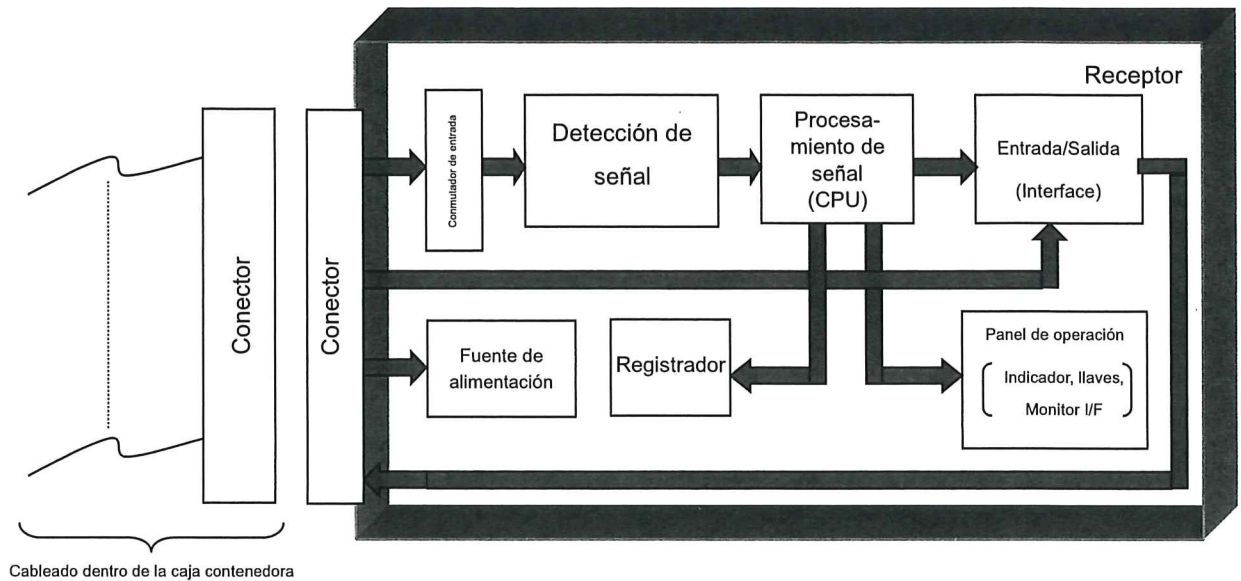 Receptor
Conector
Conector
Conmutador de entrada
Detección de
señal
Procesa-
miento de
señal
(CPU)
Entrada/Salida
(Interface)
Fuente de
alimentación
Registrador
Panel de operación
Indicador, llaves,
Monitor I/F
Cableado dentro de la caja contenedora